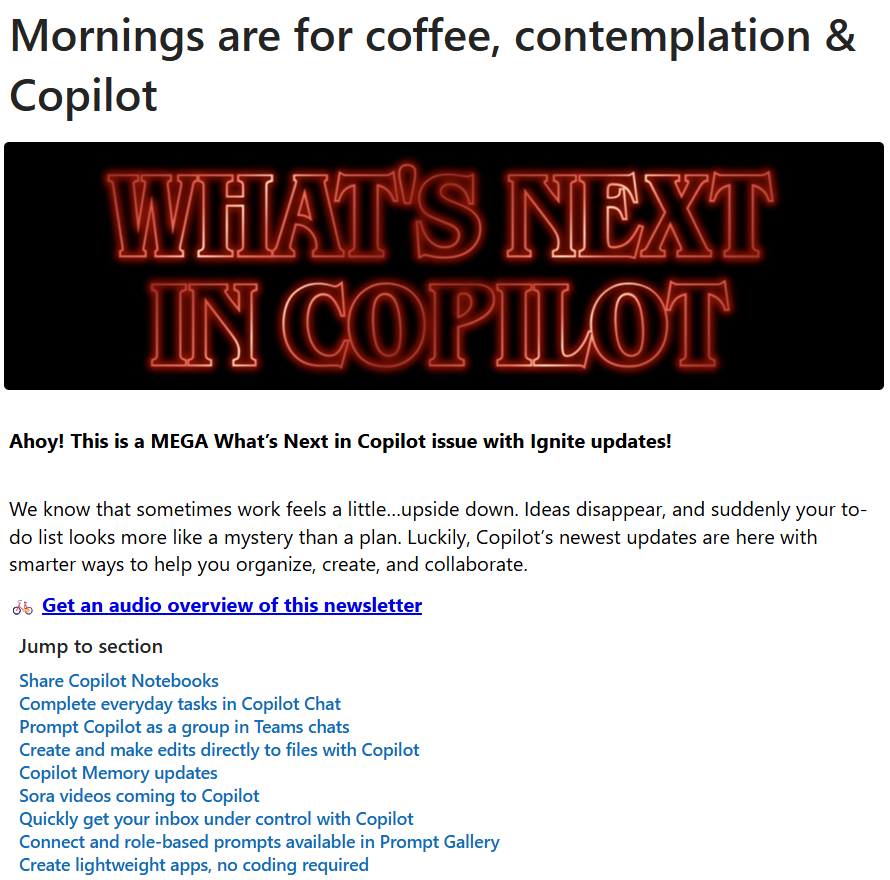 Mornings are for coffee, contemplation &
Copilot
WHAT'S NEXT
IN COPILOT
Ahoy! This is a MEGA What’s Next in Copilot issue with Ignite updates!
We know that sometimes work feels a little…upside down. Ideas disappear, and suddenly your to-
do list looks more like a mystery than a plan. Luckily, Copilot’s newest updates are here with
smarter ways to help you organize, create, and collaborate.
Get an audio overview of this newsletter
Jump to section
Share Copilot Notebooks
Complete everyday tasks in Copilot Chat
Prompt Copilot as a group in Teams chats
Create and make edits directly to files with Copilot
Copilot Memory updates
Sora videos coming to Copilot
Quickly get your inbox under control with Copilot
Connect and role-based prompts available in Prompt Gallery
Create lightweight apps, no coding required